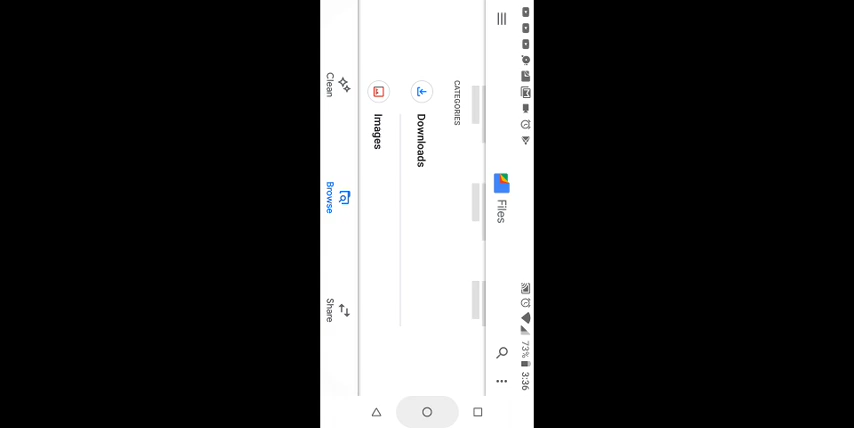 73% 3:36
Files
CATEGORIES
Downloads
Images
Clean
Browse
Share